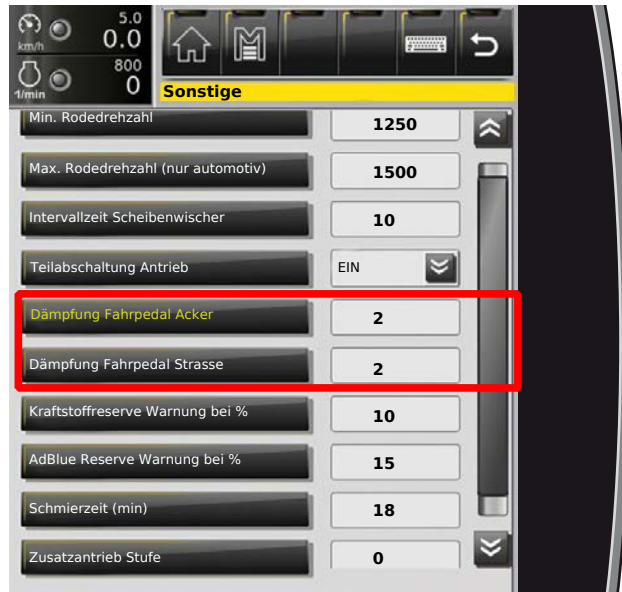 5.0
km/h 0.0
800
1/min 0
Sonstige
Min. Rodedrehzahl 1250
Max. Rodedrehzahl (nur automotiv) 1500
Intervallzeit Scheibenwischer 10
Teilabschaltung Antrieb EIN
Dämpfung Fahrpedal Acker 2
Dämpfung Fahrpedal Strasse 2
Kraftstoffreserve Warnung bei % 10
AdBlue Reserve Warnung bei % 15
Schmierzeit (min) 18
Zusatzantrieb Stufe 0